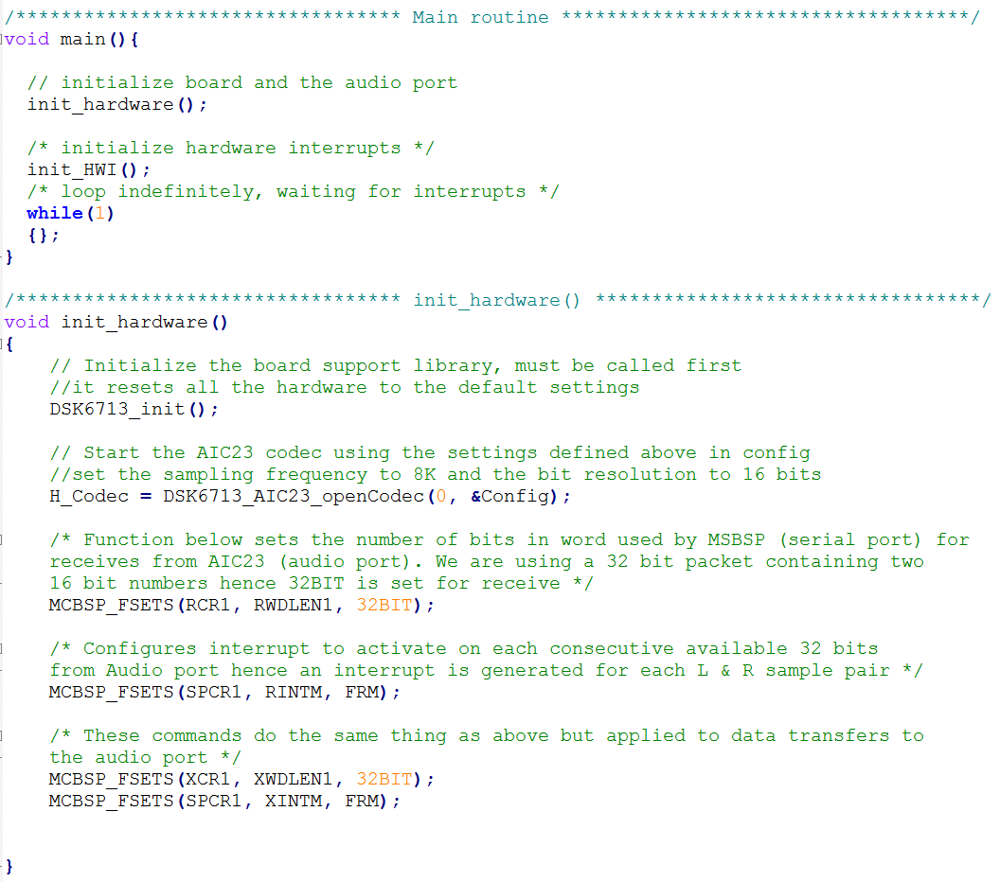 /********************************** Main routine ************************************/
void main(){
// initialize board and the audio port
init_hardware();
/* initialize hardware interrupts */
init_HWI();
/* loop indefinitely, waiting for interrupts */
while(1)
{};
}
/********************************** init_hardware() **********************************/
void init_hardware()
{
// Initialize the board support library, must be called first
//it resets all the hardware to the default settings
DSK6713_init();
// Start the AIC23 codec using the settings defined above in config
//set the sampling frequency to 8K and the bit resolution to 16 bits
H_Codec = DSK6713_AIC23_openCodec(0, &Config);
/* Function below sets the number of bits in word used by MSBSP (serial port) for
receives from AIC23 (audio port). We are using a 32 bit packet containing two
16 bit numbers hence 32BIT is set for receive */
MCBSP_FSETS(RCR1, RWDLEN1, 32BIT);
/* Configures interrupt to activate on each consecutive available 32 bits
from Audio port hence an interrupt is generated for each L & R sample pair */
MCBSP_FSETS(SPCR1, RINTM, FRM);
/* These commands do the same thing as above but applied to data transfers to
the audio port */
MCBSP_FSETS(XCR1, XWDLEN1, 32BIT);
MCBSP_FSETS(SPCR1, XINTM, FRM);
}